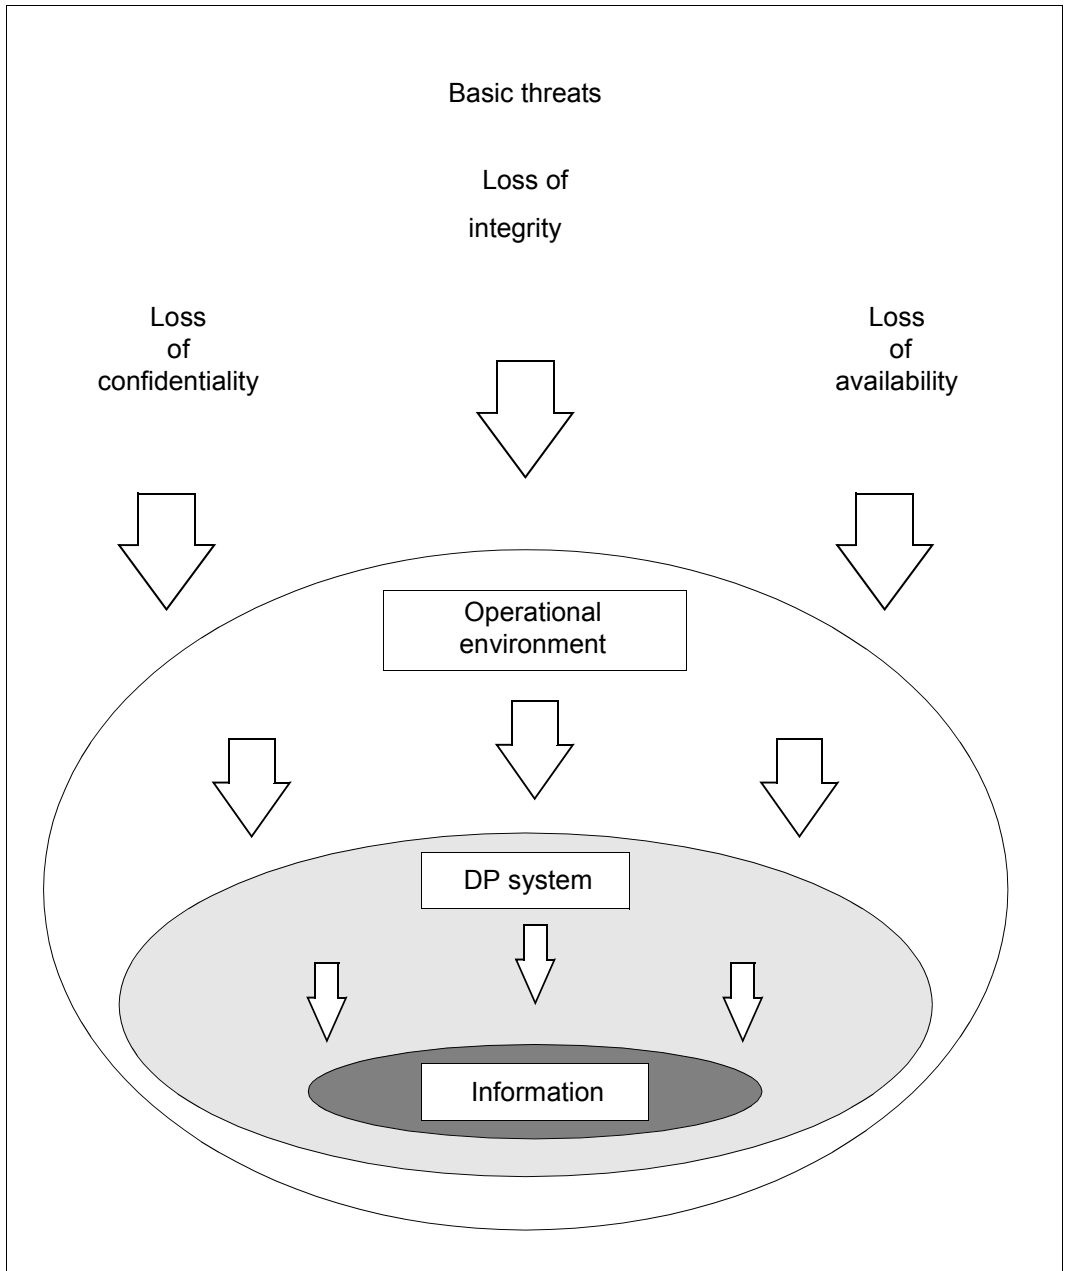 Basic threats
Loss of
integrity
Loss
of
confidentiality
Loss
of
availability
Operational
environment
DP system
Information